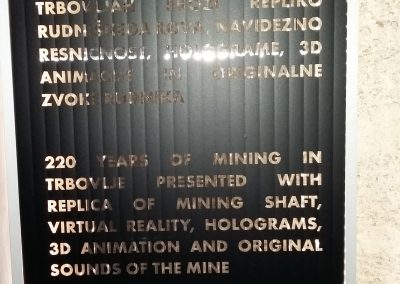 TRBOVLJAH SKOZI REPLIKO
RUDNIŠKEGA ROVA, NAVIDEZNO
RESNIČNOST, HOLOGRAME, 3D
ANIMACIJE IN ORIGINALNE
ZVOKE RUDNIKA
220 YEARS OF MINING IN
TRBOVLJE PRESENTED WITH
REPLICA OF MINING SHAFT,
VIRTUAL REALITY, HOLOGRAMS,
3D ANIMATION AND ORIGINAL
SOUNDS OF THE MINE